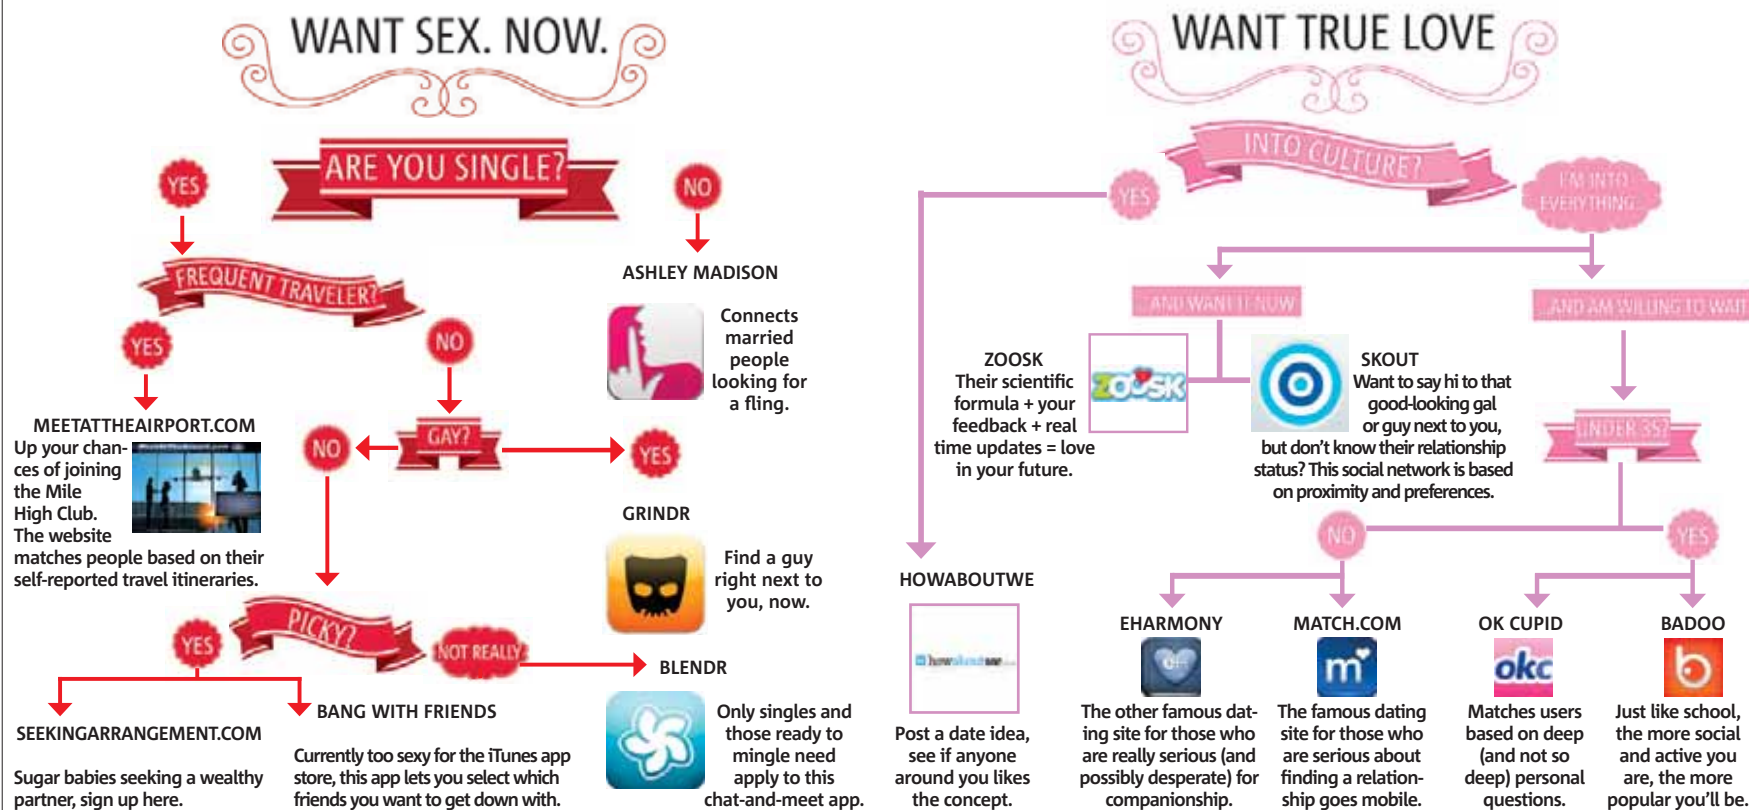 WANT SEX. NOW.
ARE YOU SINGLE?
YES
NO
FREQUENT TRAVELER?
YES
NO
ASHLEY MADISON
Connects
married
people
looking for
a fling.
MEETATTHEAIRPORT.COM
Up your chan-
ces of joining
the Mile
High Club.
The website
matches people based on their
self-reported travel itineraries.
GAY?
NO
YES
GRINDR
Find a guy
right next to
you, now.
PICKY?
YES
NOT REALLY
BLENDR
Only singles and
those ready to
mingle need
apply to this
chat-and-meet app.
SEEKINGARRANGEMENT.COM
Sugar babies seeking a wealthy
partner, sign up here.
BANG WITH FRIENDS
Currently too sexy for the iTunes app
store, this app lets you select which
friends you want to get down with.
WANT TRUE LOVE
INTO CULTURE?
YES
I'M INTO
EVERYTHING...
...AND WANT IT NOW
...AND AM WILLING TO WAIT
ZOOSK
Their scientific
formula + your
feedback + real
time updates = love
in your future.
ZOOSK
SKOUT
Want to say hi to that
good-looking gal
or guy next to you,
but don't know their relationship
status? This social network is based
on proximity and preferences.
UNDER 35?
NO
YES
HOWABOUTWE
howaboutwe
Post a date idea,
see if anyone
around you likes
the concept.
EHARMONY
The other famous dat-
ing site for those who
are really serious (and
possibly desperate) for
companionship.
MATCH.COM
m
The famous dating
site for those who
are serious about
finding a relation-
ship goes mobile.
OK CUPID
okc
Matches users
based on deep
(and not so
deep) personal
questions.
BADOO
b
Just like school,
the more social
and active you
are, the more
popular you'll be.